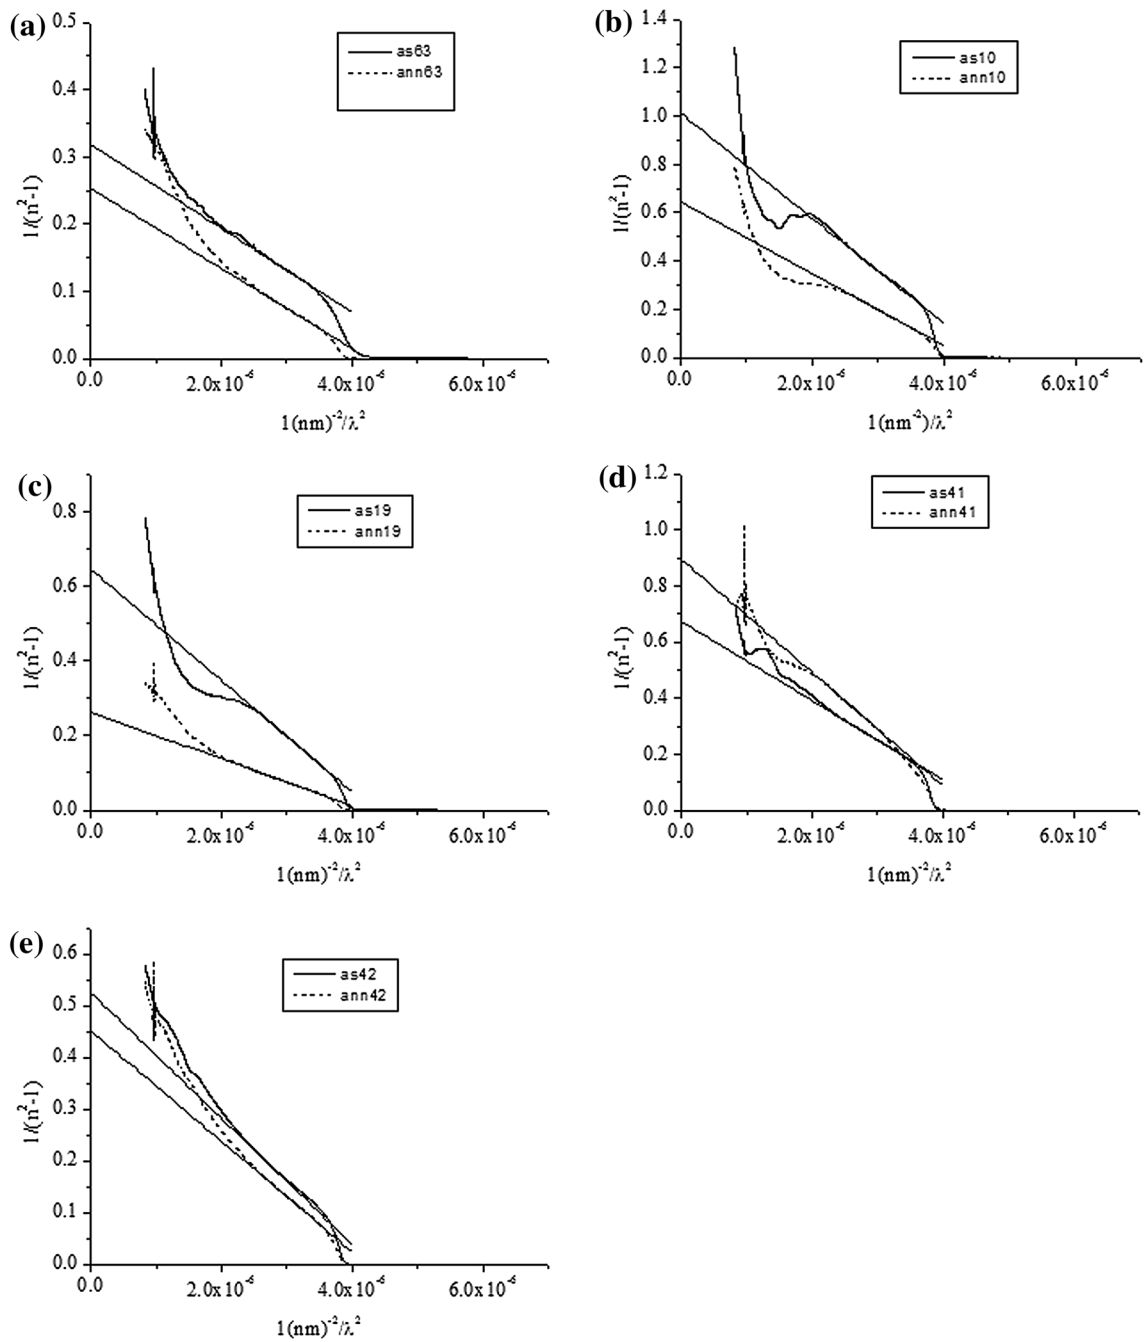 (a)
0.5
0.4
0.3
0.2
0.1
0.0
1/(n²-1)
as63
ann63
0.0 2.0x10⁻⁶ 4.0x10⁻⁶ 6.0x10⁻⁶
1(nm)⁻²/λ²
(b)
1.4
1.2
1.0
0.8
0.6
0.4
0.2
0.0
1/(n²-1)
as10
ann10
0.0 2.0x10⁻⁶ 4.0x10⁻⁶ 6.0x10⁻⁶
1(nm⁻²)/λ²
(c)
0.8
0.6
0.4
0.2
0.0
1/(n²-1)
as19
ann19
0.0 2.0x10⁻⁶ 4.0x10⁻⁶ 6.0x10⁻⁶
1(nm)⁻²/λ²
(d)
1.2
1.0
0.8
0.6
0.4
0.2
0.0
1/(n²-1)
as41
ann41
0.0 2.0x10⁻⁶ 4.0x10⁻⁶ 6.0x10⁻⁶
1(nm)⁻²/λ²
(e)
0.6
0.5
0.4
0.3
0.2
0.1
0.0
1/(n²-1)
as42
ann42
0.0 2.0x10⁻⁶ 4.0x10⁻⁶ 6.0x10⁻⁶
1(nm)⁻²/λ²